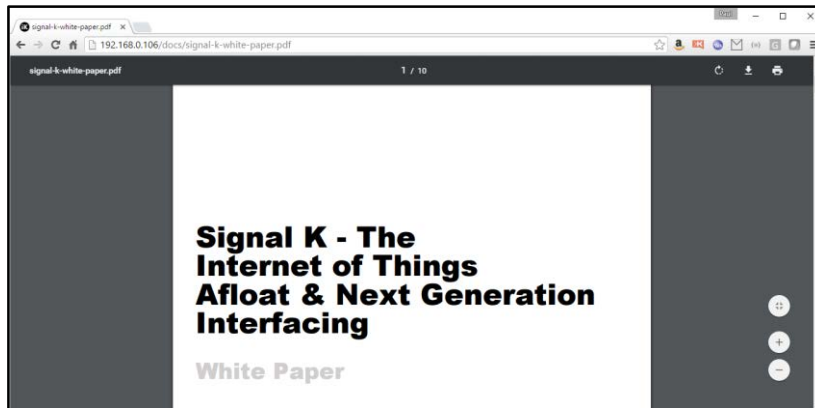 signal-k-white-paper.pdf
192.168.0.106/docs/signal-k-white-paper.pdf
signal-k-white-paper.pdf 1 / 10
Signal K - The
Internet of Things
Afloat & Next Generation
Interfacing
White Paper